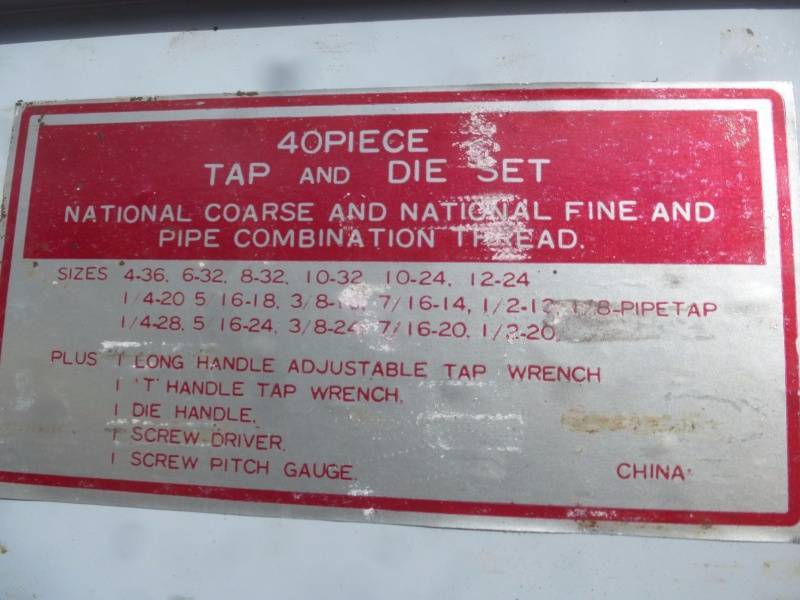 40PIECE
TAP AND DIE SET
NATIONAL COARSE AND NATIONAL FINE AND
PIPE COMBINATION THREAD.
SIZES 4-36, 6-32, 8-32, 10-32, 10-24, 12-24
1/4-20 5 16-18, 3/8- 7/16-14, 1/2-1 8-PIPETAP
1/4-28, 5 16-24, 3/8-24, 7/16-20, 1/2-20,
PLUS 1 LONG HANDLE ADJUSTABLE TAP WRENCH
1 'T' HANDLE TAP WRENCH,
1 DIE HANDLE,
1 SCREW DRIVER,
1 SCREW PITCH GAUGE
CHINA